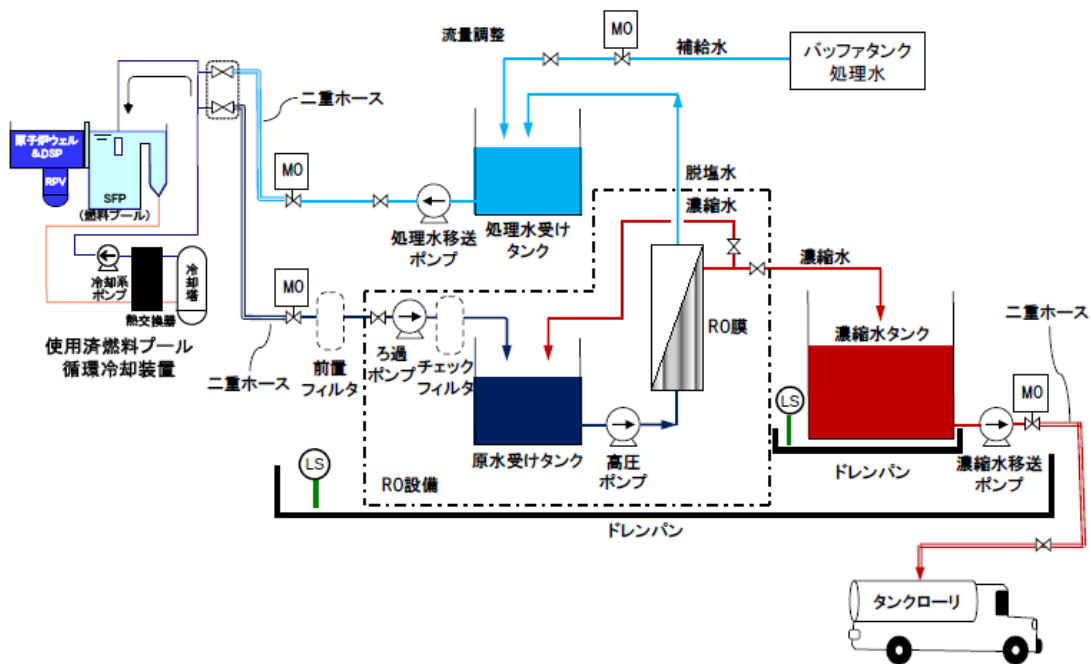 流量調整
MO
補給水
バッファタンク
処理水
二重ホース
原子炉ウェル
&DSP
RPV
SFP
(燃料プール)
MO
処理水移送
ポンプ
処理水受け
タンク
脱塩水
濃縮水
濃縮水
冷却系
ポンプ
熱交換器
冷却塔
使用済燃料プール
循環冷却装置
MO
二重ホース
前置
フィルタ
ろ過
ポンプ
チェック
フィルタ
原水受けタンク
高圧
ポンプ
RO膜
RO設備
LS
ドレンパン
濃縮水タンク
LS
ドレンパン
二重ホース
MO
濃縮水移送
ポンプ
タンクローリ